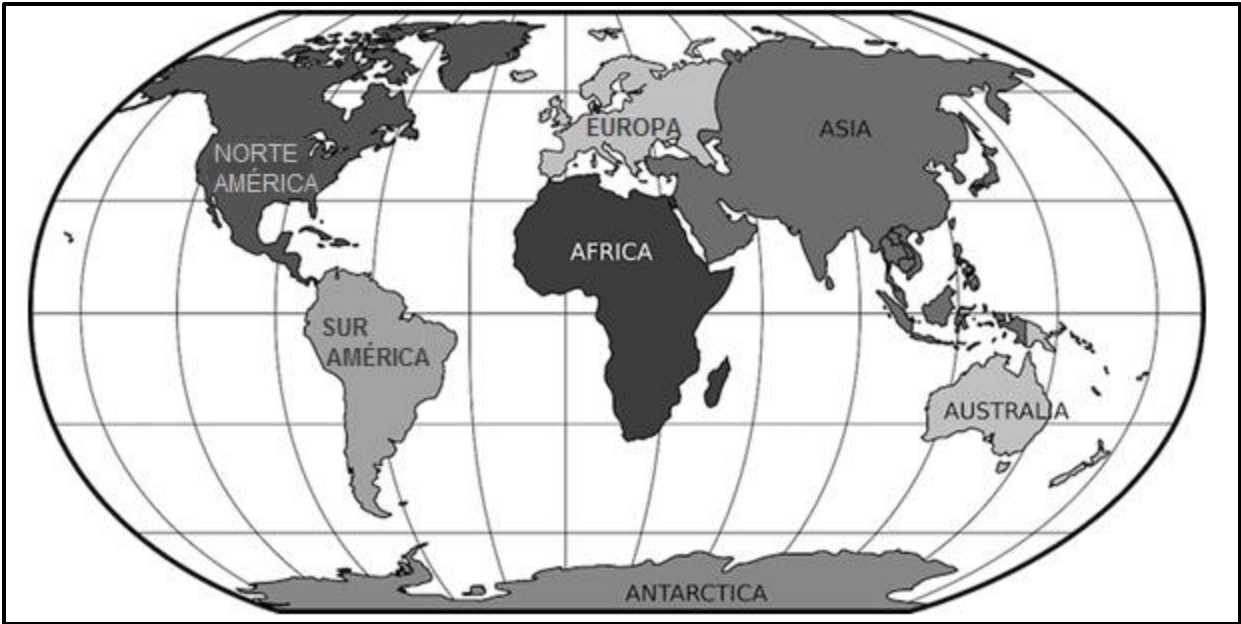 EUROPA
ASIA
NORTE
AMÉRICA
AFRICA
SUR
AMÉRICA
AUSTRALIA
ANTARCTICA